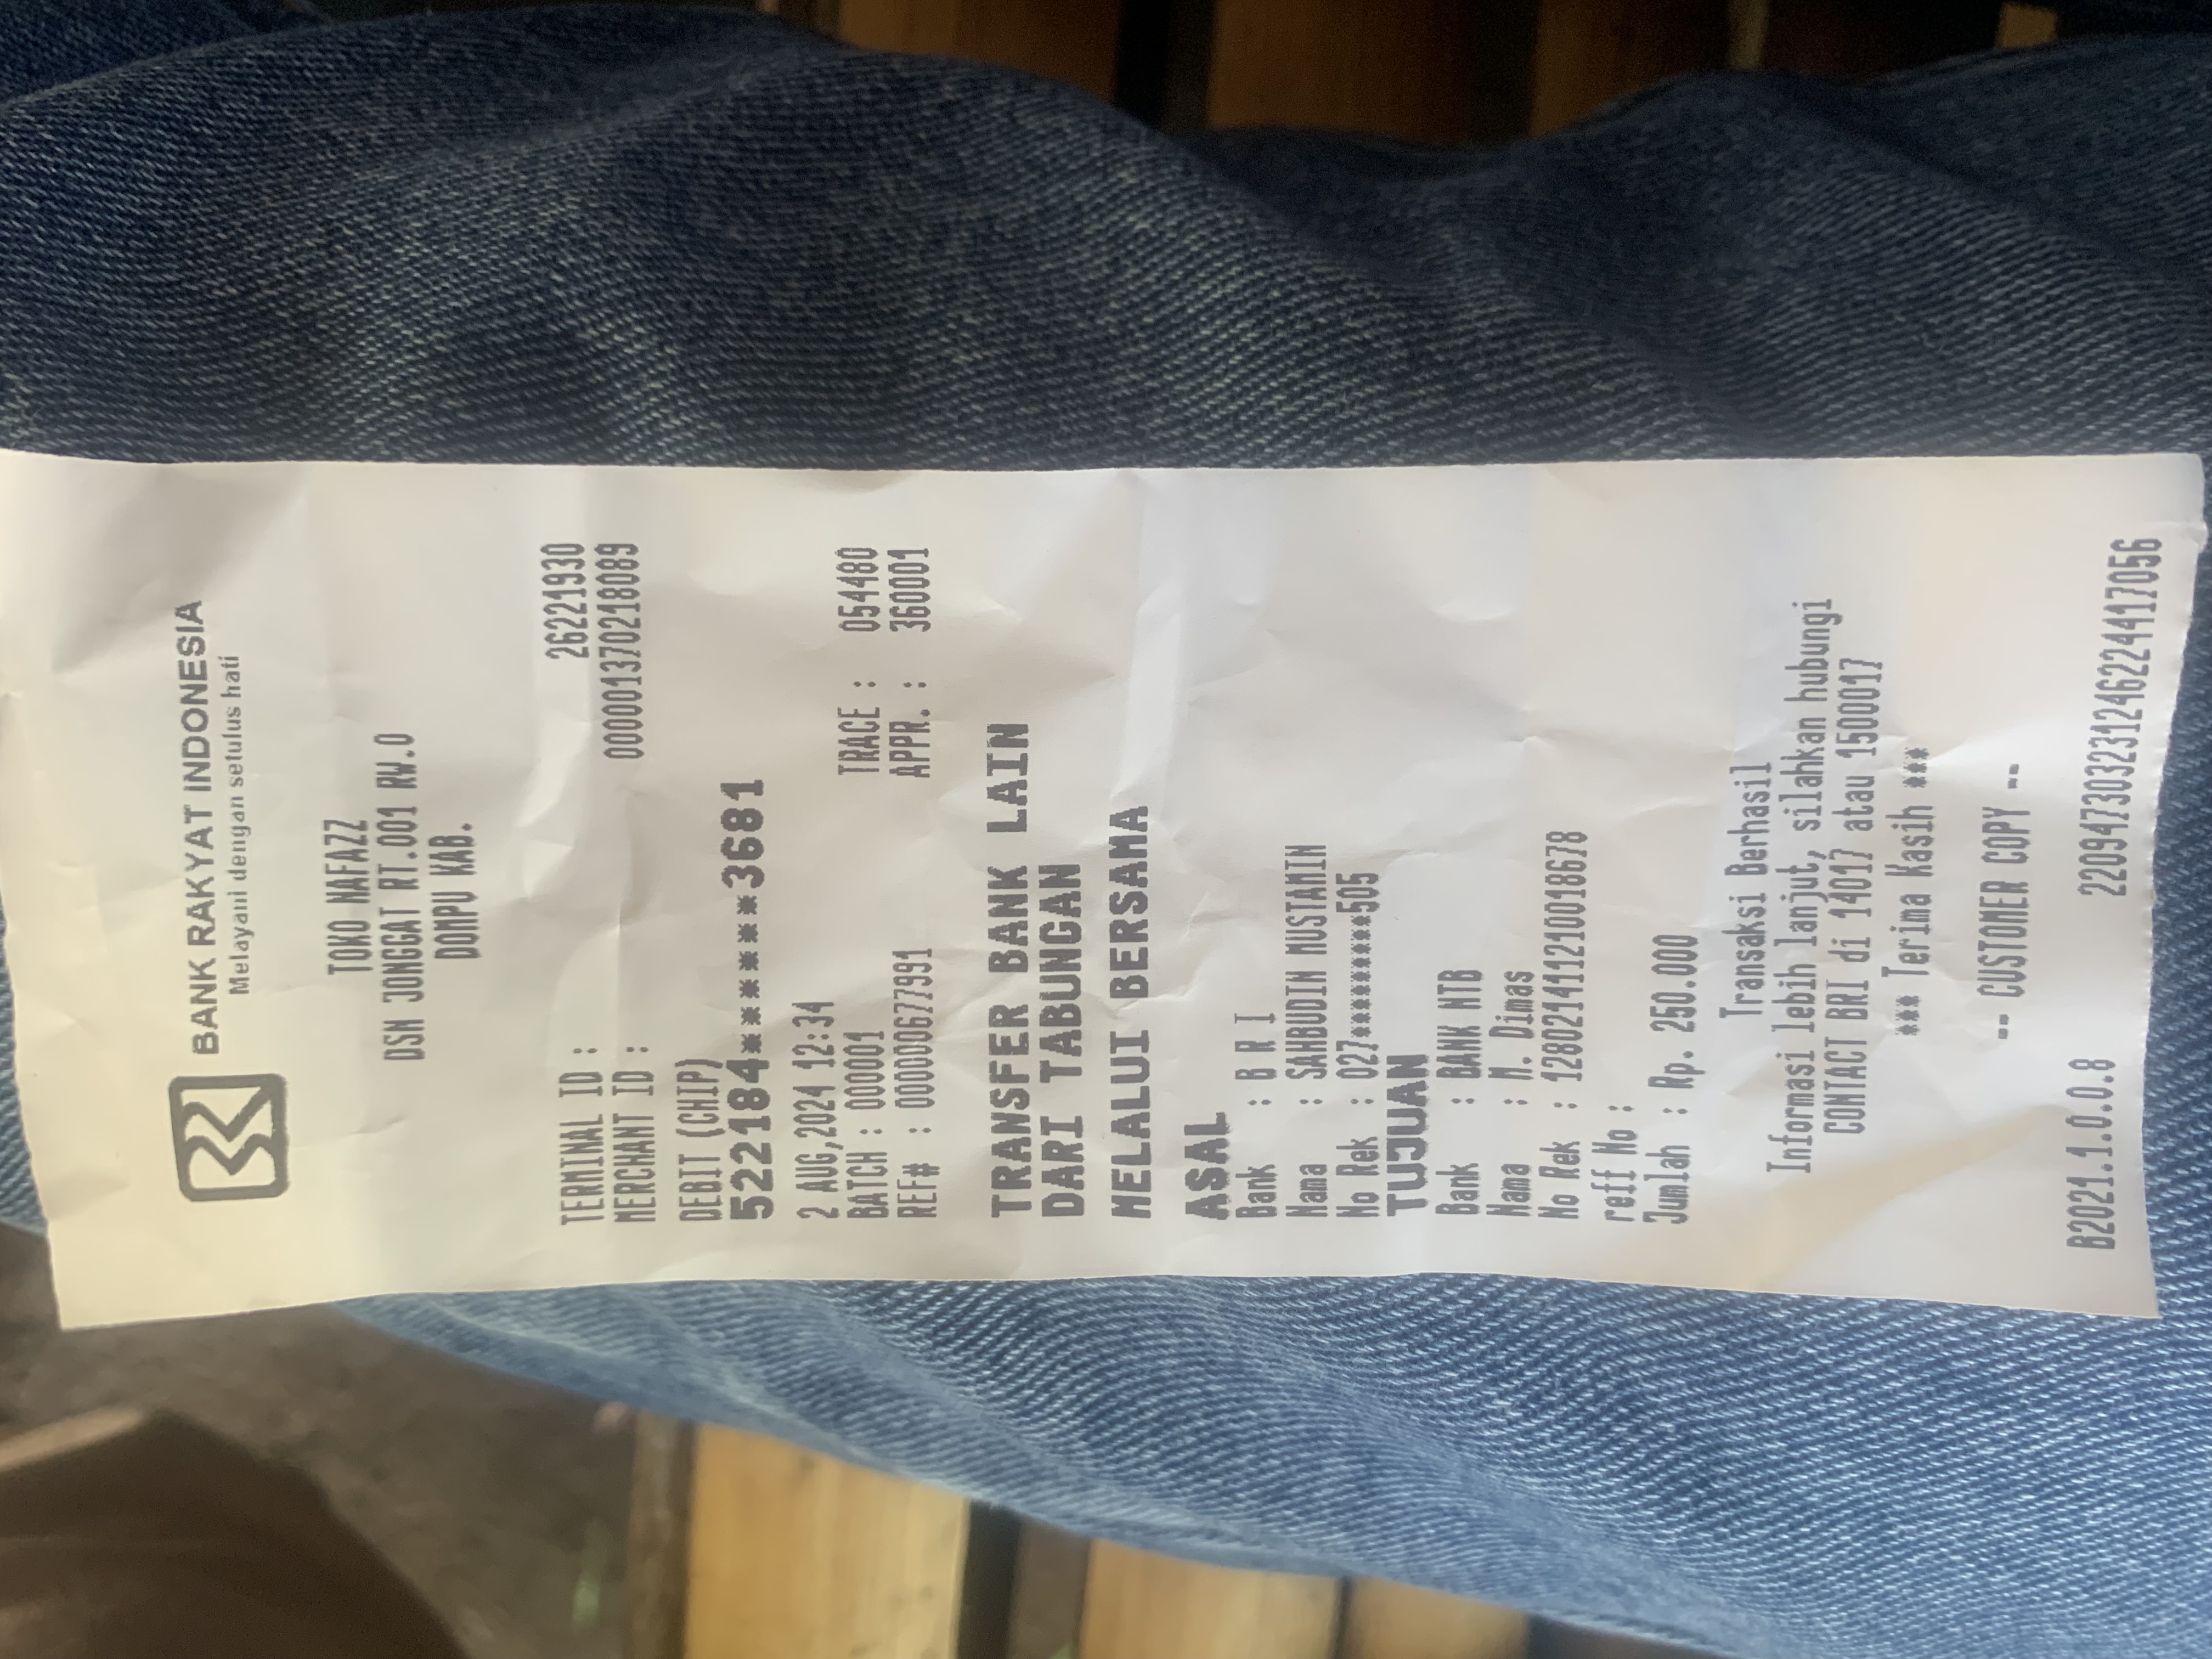 BANK RAKYAT INDONESIA
Melayani dengan setulus hati
TOKO NAFAZZ
DSN JONGGAT RT.001 RW.0
DOMPU KAB.
TERMINAL ID : 26221930
MERCHANT ID : 000001370218089
DEBIT (CHIP)
522184******3681
2 AUG,2024 12:34
BATCH : 000001 TRACE : 054480
REF# : 000000677991 APPR. : 360001
TRANSFER BANK LAIN
DARI TABUNGAN
MELALUI BERSAMA
ASAL
Bank : B R I
Nama : SAHBUDIN MUSTAMIN
No Rek : 027*********505
TUJUAN
Bank : BANK NTB
Nama : M. Dimas
No Rek : 128021411210018678
reff No :
Jumlah : Rp. 250.000
Transaksi Berhasil
Informasi lebih lanjut, silahkan hubungi
CONTACT BRI di 14017 atau 1500017
*** Terima Kasih ***
-- CUSTOMER COPY --
B2021.1.0.0.8 220947303231246224417056